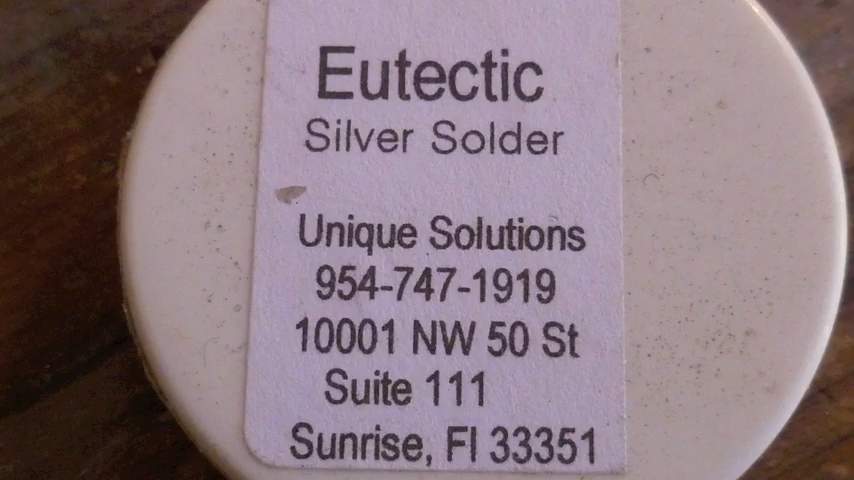 Eutectic
Silver Solder
Unique Solutions
954-747-1919
10001 NW 50 St
Suite 111
Sunrise, Fl 33351